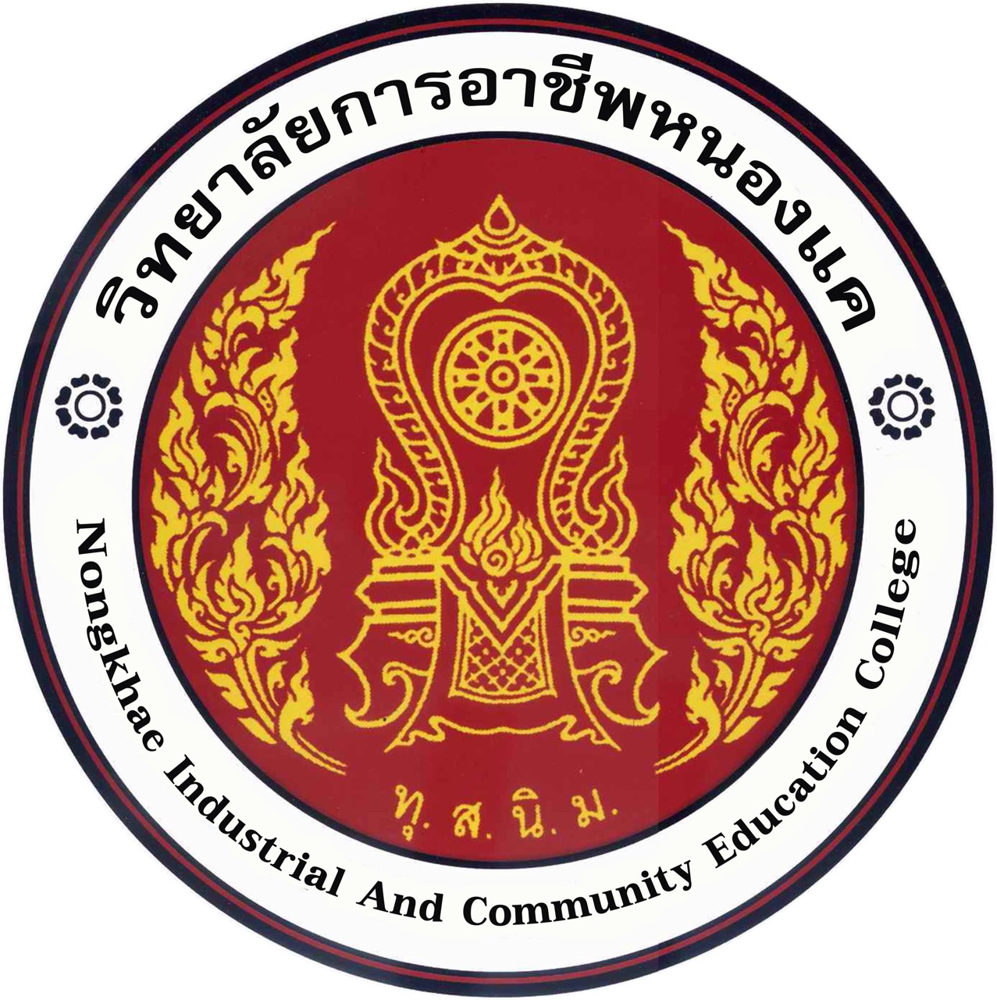 วิทยาลัยการอาชีพหนองแค
ทุ. ส. นิ. ม.
Nongkhae Industrial And Community Education College